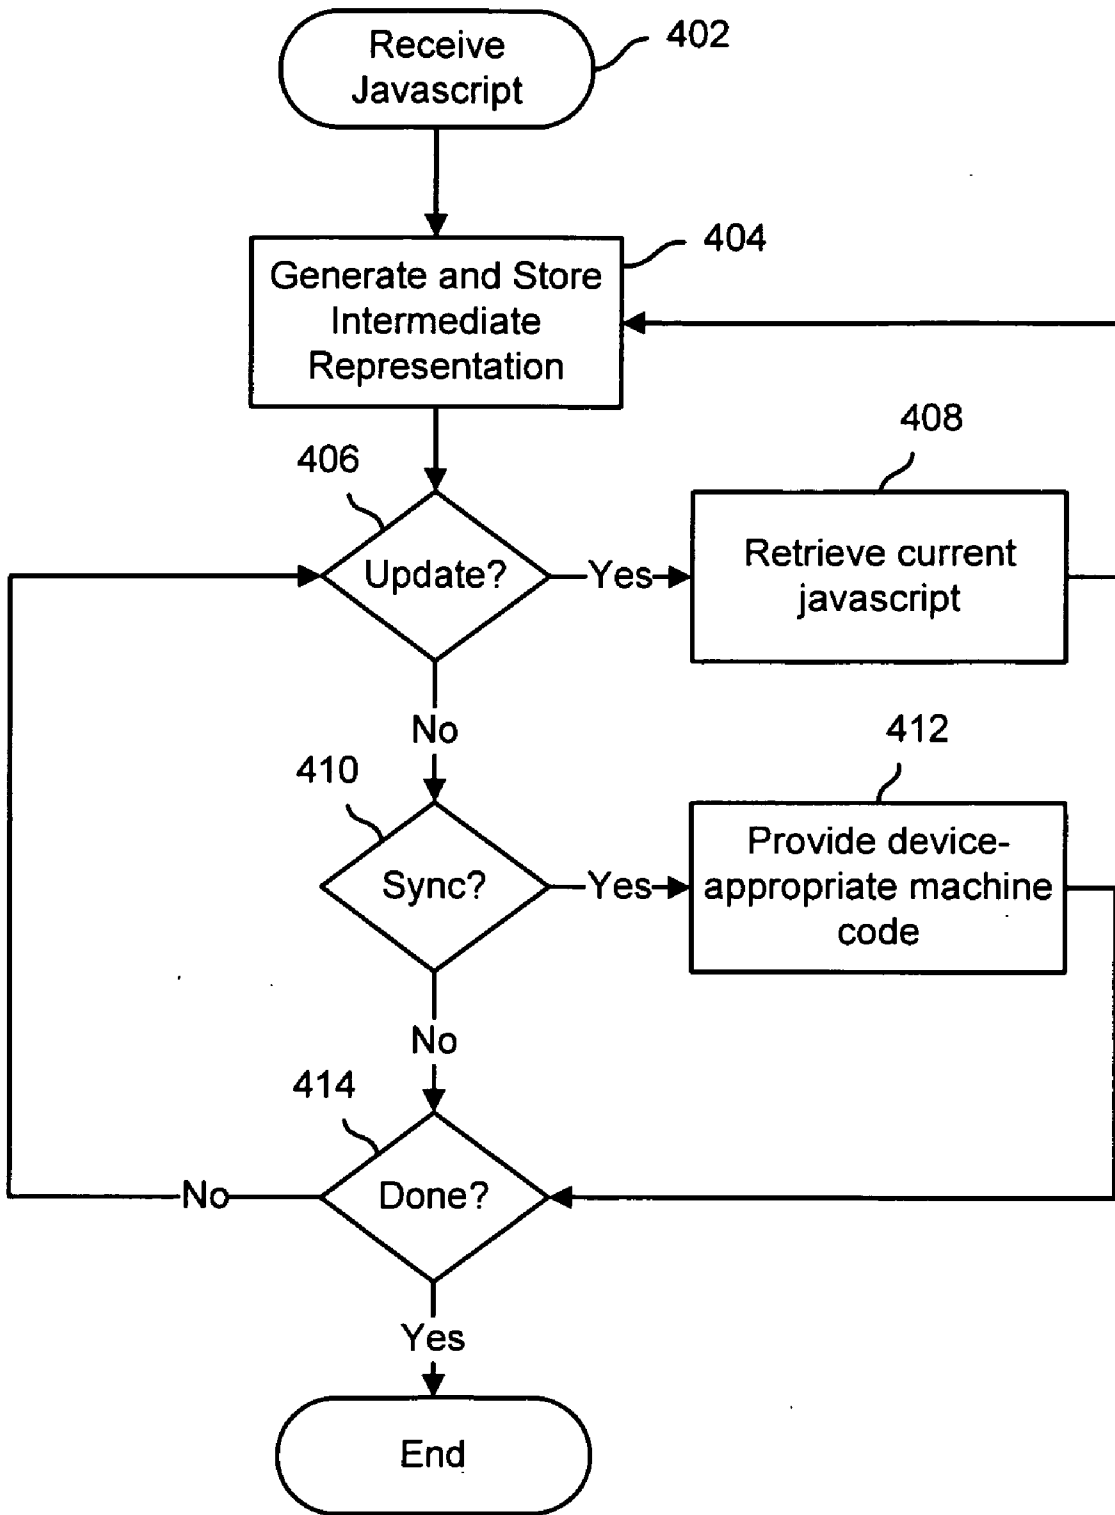 Receive
Javascript
402
404
Generate and Store
Intermediate
Representation
406
408
Update?
Yes
Retrieve current
javascript
No
410
412
Sync?
Yes
Provide device-
appropriate machine
code
No
414
Done?
No
Yes
End